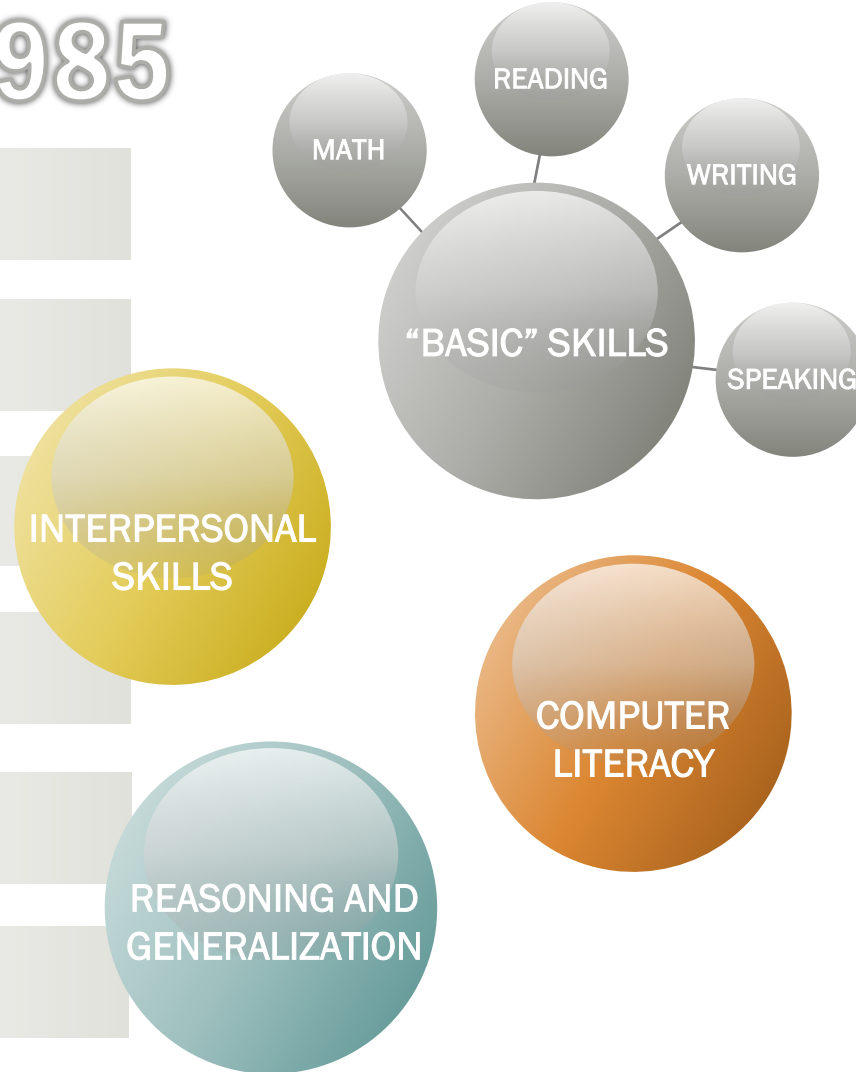 985
READING
MATH
WRITING
“BASIC” SKILLS
SPEAKING
INTERPERSONAL
SKILLS
COMPUTER
LITERACY
REASONING AND
GENERALIZATION